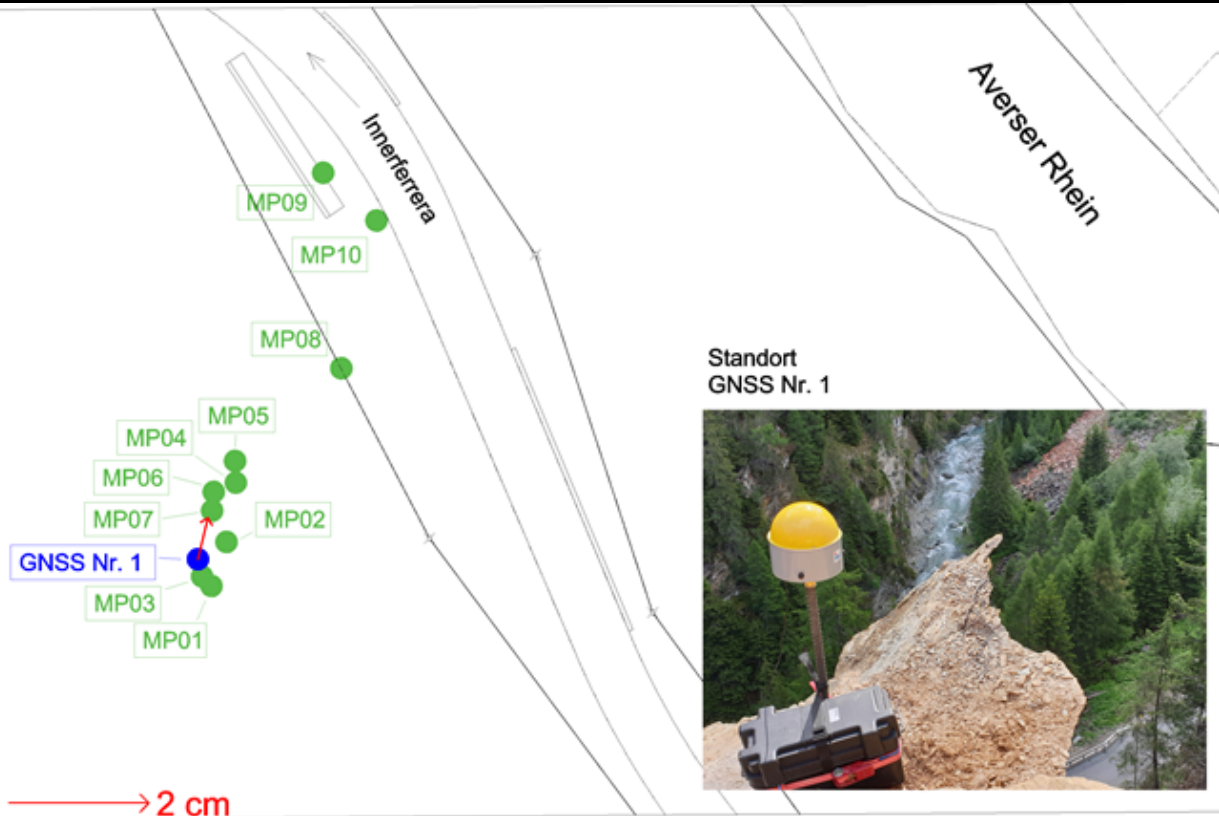 Averser Rhein
Innerferrera
MP09
MP10
MP08
Standort
GNSS Nr. 1
MP05
MP04
MP06
MP07
MP02
GNSS Nr. 1
MP03
MP01
2 cm